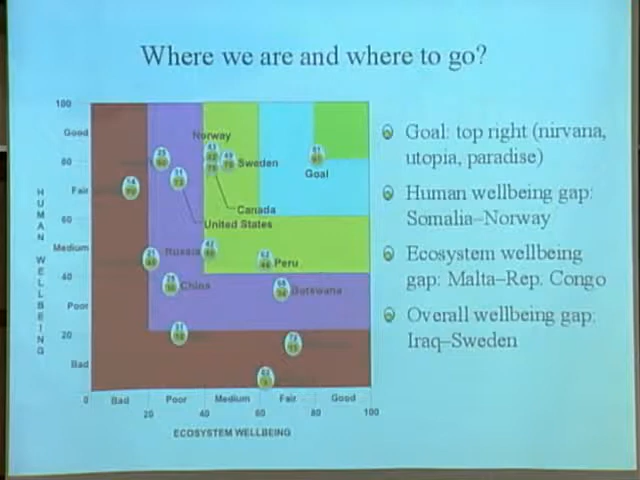 Where we are and where to go?
100
Good
80
Fair
60
Medium
40
Poor
20
Bad
0
HUMAN WELLBEING
Norway
Sweden
Goal
Canada
United States
Russia
Peru
China
Botswana
Bad
Poor
Medium
Fair
Good
20
40
60
80
100
ECOSYSTEM WELLBEING
Goal: top right (nirvana,
utopia, paradise)
Human wellbeing gap:
Somalia–Norway
Ecosystem wellbeing
gap: Malta–Rep. Congo
Overall wellbeing gap:
Iraq–Sweden